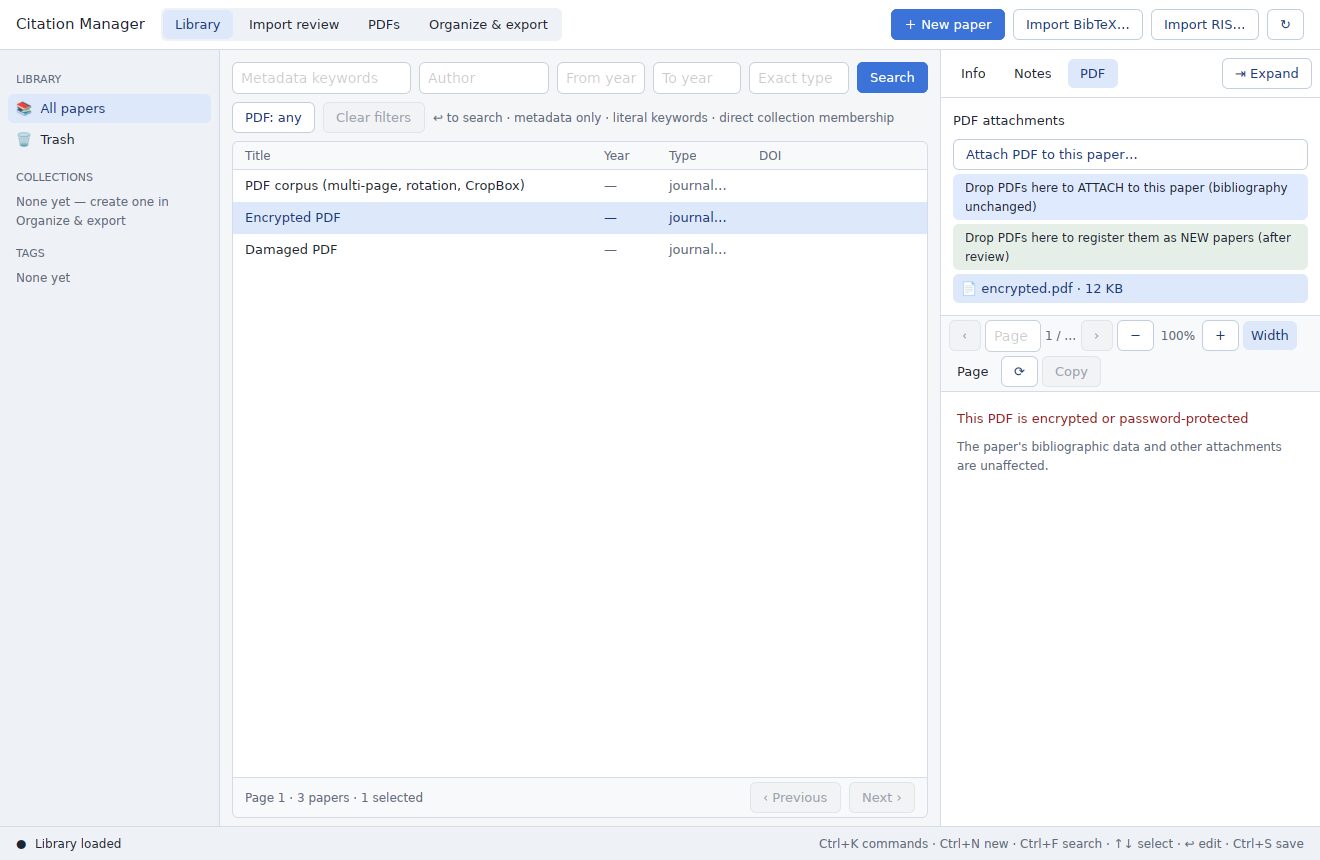 Citation Manager
Library
Import review
PDFs
Organize & export
+ New paper
Import BibTeX...
Import RIS...
↻
LIBRARY
📚 All papers
🗑️ Trash
COLLECTIONS
None yet — create one in
Organize & export
TAGS
None yet
Metadata keywords
Author
From year
To year
Exact type
Search
PDF: any
Clear filters
↩ to search · metadata only · literal keywords · direct collection membership
Title Year Type DOI
PDF corpus (multi-page, rotation, CropBox) — journal...
Encrypted PDF — journal...
Damaged PDF — journal...
Page 1 · 3 papers · 1 selected
‹ Previous
Next ›
Info
Notes
PDF
⇥ Expand
PDF attachments
Attach PDF to this paper...
Drop PDFs here to ATTACH to this paper (bibliography
unchanged)
Drop PDFs here to register them as NEW papers (after
review)
📄 encrypted.pdf · 12 KB
‹ Page 1 / ... › − 100% + Width
Page ⟳ Copy
This PDF is encrypted or password-protected
The paper's bibliographic data and other attachments
are unaffected.
● Library loaded
Ctrl+K commands · Ctrl+N new · Ctrl+F search · ↑↓ select · ↩ edit · Ctrl+S save